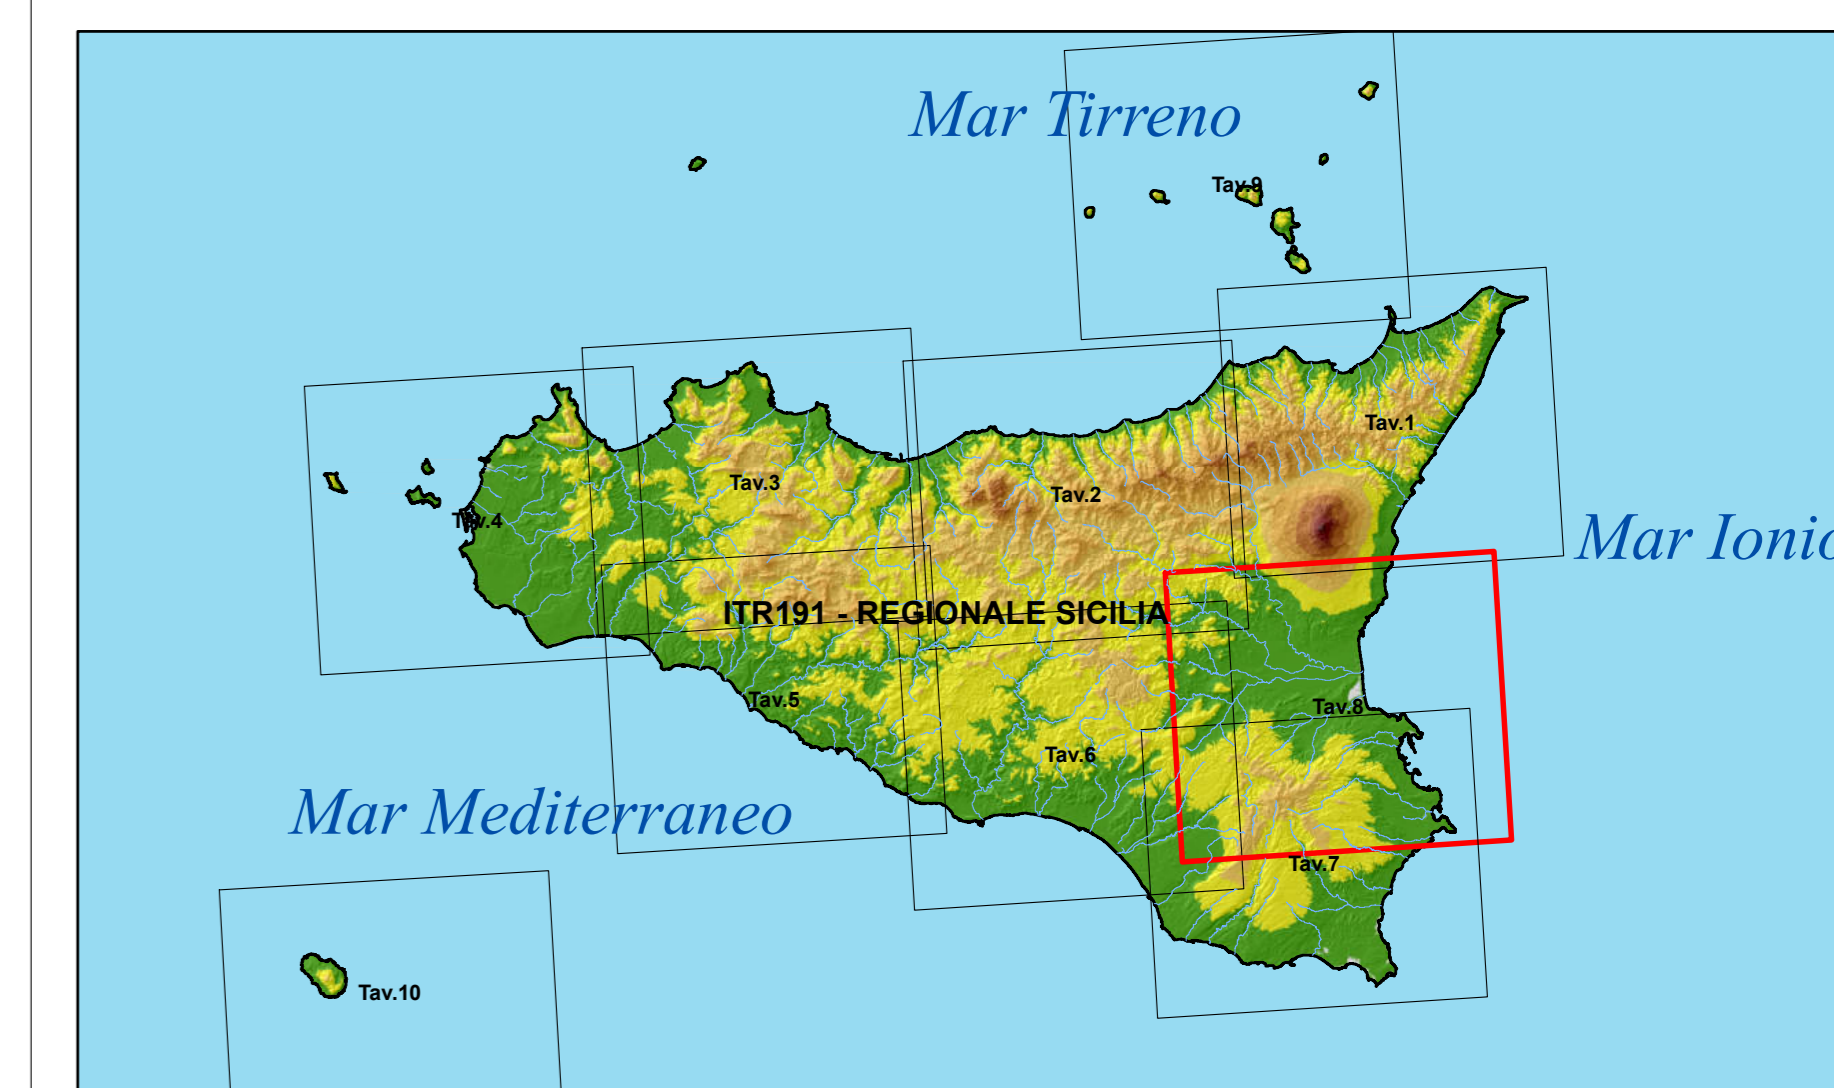 Mar Tirreno
Tav.9
Tav.1
Tav.3
Tav.2
Tav.4
Mar Ionio
ITR191 - REGIONALE SICILIA
Tav.5
Tav.8
Tav.6
Mar Mediterraneo
Tav.7
Tav.10